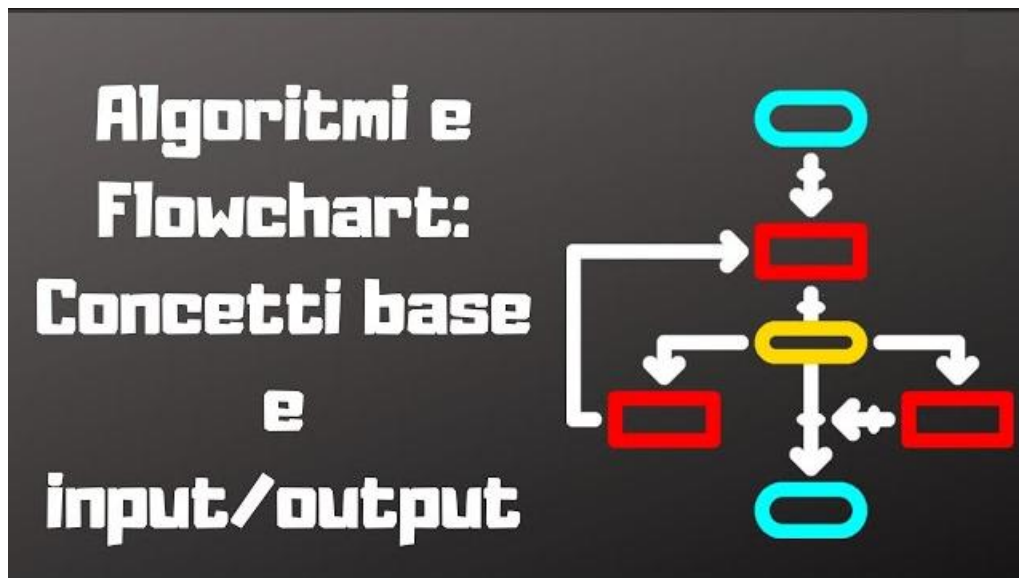 Algoritmi e
Flowchart:
Concetti base
e
input/output